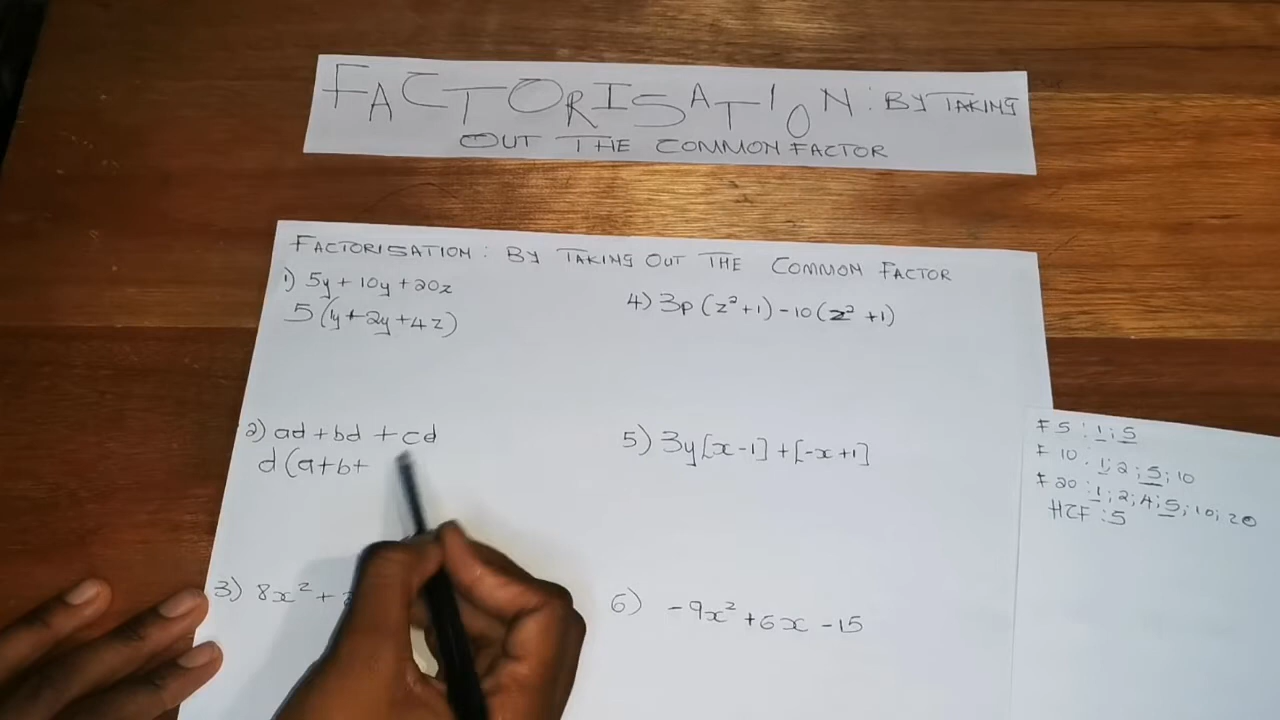 FACTORISATION: BY TAKING
OUT THE COMMON FACTOR
FACTORISATION: BY TAKING OUT THE COMMON FACTOR
1) 5y + 10y + 20z
5(y + 2y + 4z)
2) ad + bd + cd
d(a+b+
3) 8x² +
4) 3p(z²+1) - 10(z²+1)
5) 3y[x-1] + [-x+1]
6) -9x² + 6x - 15
F 5 : 1; 5
F 10 : 1; 2; 5; 10
F 20 : 1; 2; 4; 5; 10; 20
HCF : 5